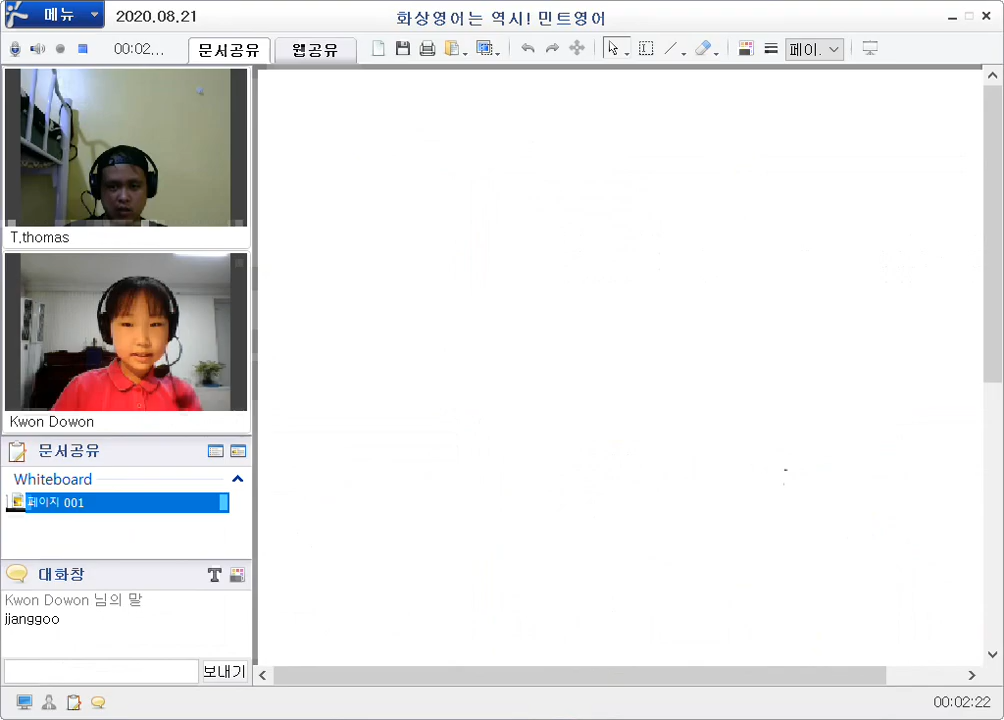 메뉴 2020.08.21 화상영어는 역시! 민트영어
00:02... 문서공유 웹공유 페이.
T.thomas
Kwon Dowon
문서공유
Whiteboard
페이지 001
대화창
Kwon Dowon 님의 말
jjanggoo
보내기
00:02:22